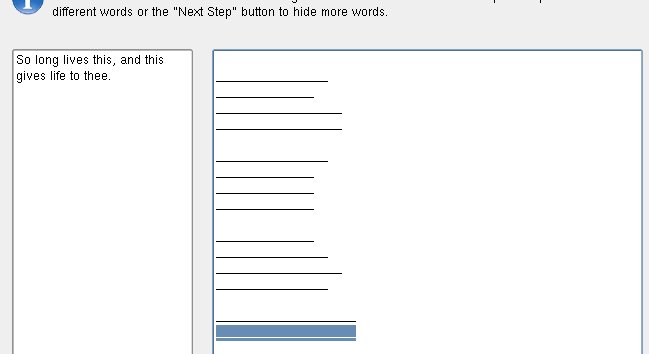 different words or the "Next Step" button to hide more words.
So long lives this, and this
gives life to thee.